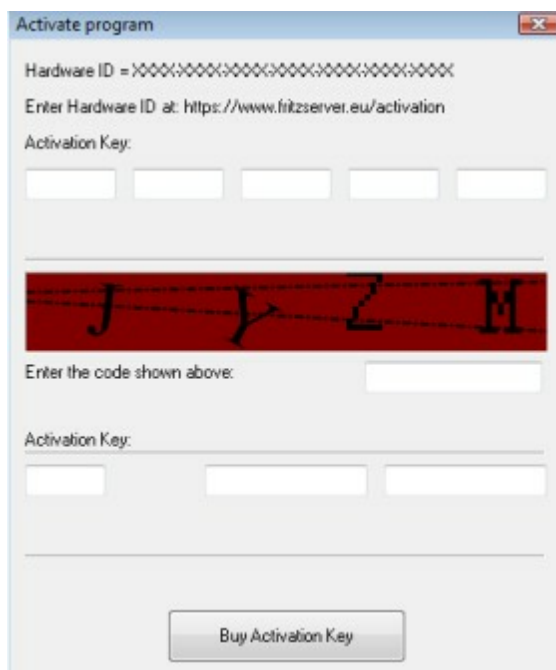 Activate program
Hardware ID = XXXX-XXXX-XXXX-XXXX-XXXX-XXXX-XXXX
Enter Hardware ID at: https://www.fritzserver.eu/activation
Activation Key:
J y Z M
Enter the code shown above:
Activation Key:
Buy Activation Key